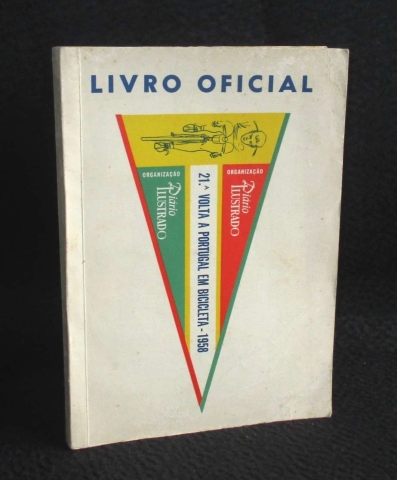 LIVRO OFICIAL
ORGANIZAÇÃO
Diário
ILUSTRADO
21.ª VOLTA A PORTUGAL EM BICICLETA - 1958
ORGANIZAÇÃO
Diário
ILUSTRADO